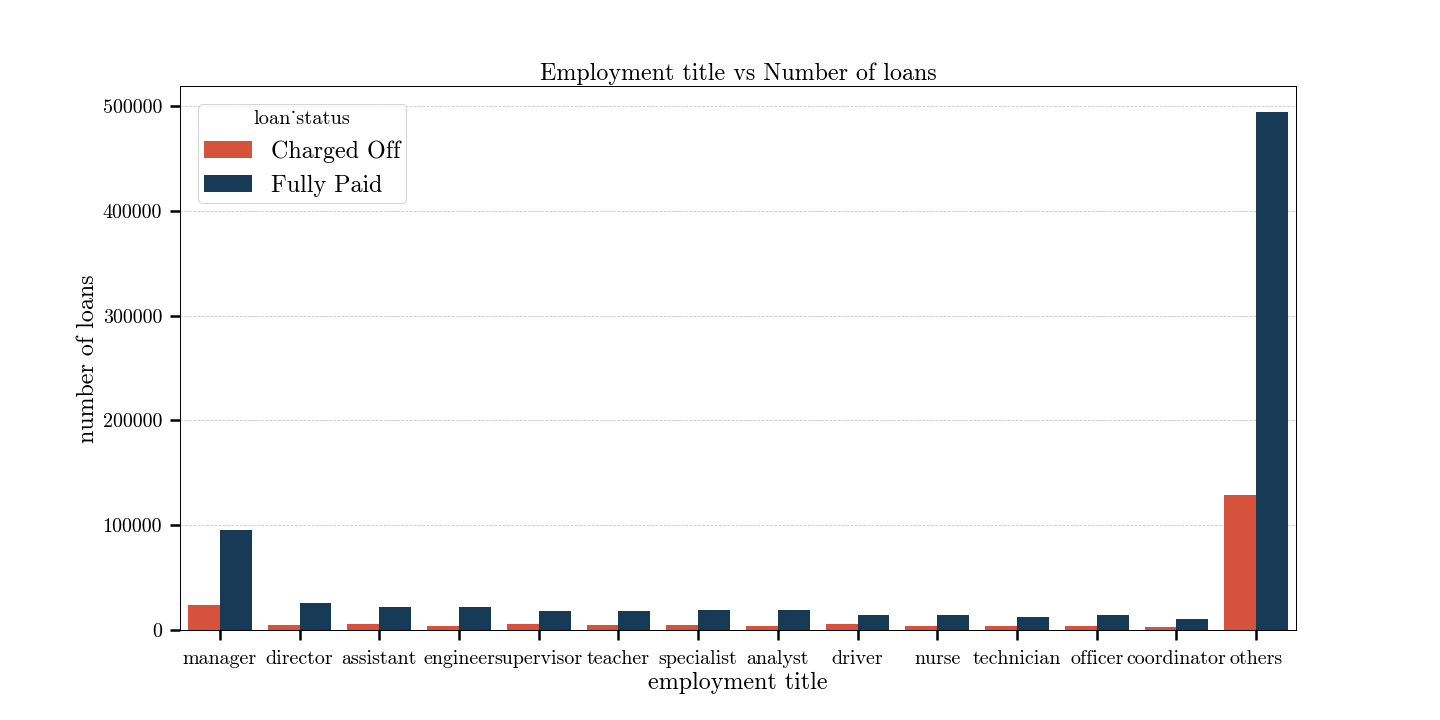 Employment title vs Number of loans
loan˙status
Charged Off
Fully Paid
number of loans
500000
400000
300000
200000
100000
0
manager director assistant engineer supervisor teacher specialist analyst driver nurse technician officer coordinator others
employment title